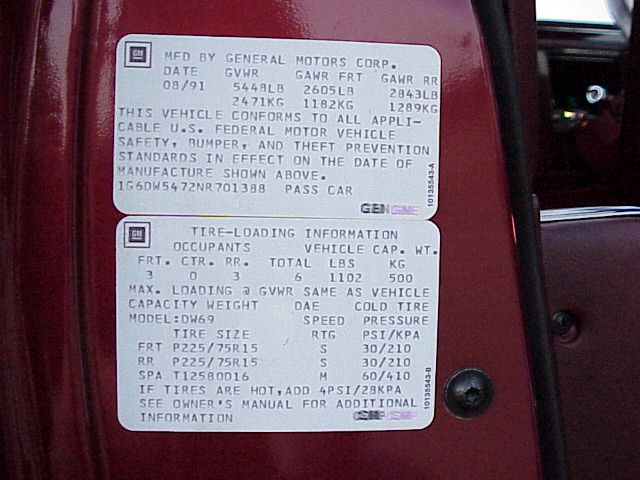 GM
MFD BY GENERAL MOTORS CORP.
DATE GVWR GAWR FRT GAWR RR
08/91 5448LB 2605LB 2843LB
2471KG 1182KG 1289KG
THIS VEHICLE CONFORMS TO ALL APPLI-
CABLE U.S. FEDERAL MOTOR VEHICLE
SAFETY, BUMPER, AND THEFT PREVENTION
STANDARDS IN EFFECT ON THE DATE OF
MANUFACTURE SHOWN ABOVE.
1G6DW5472NR701388 PASS CAR
10135543-A
GM
TIRE-LOADING INFORMATION
OCCUPANTS VEHICLE CAP. WT.
FRT. CTR. RR. TOTAL LBS KG
3 0 3 6 1102 500
MAX. LOADING @ GVWR SAME AS VEHICLE
CAPACITY WEIGHT DAE COLD TIRE
MODEL:DW69 SPEED PRESSURE
TIRE SIZE RTG PSI/KPA
FRT P225/75R15 S 30/210
RR P225/75R15 S 30/210
SPA T12580D16 M 60/410
IF TIRES ARE HOT,ADD 4PSI/28KPA
SEE OWNER'S MANUAL FOR ADDITIONAL
INFORMATION
10135543-B